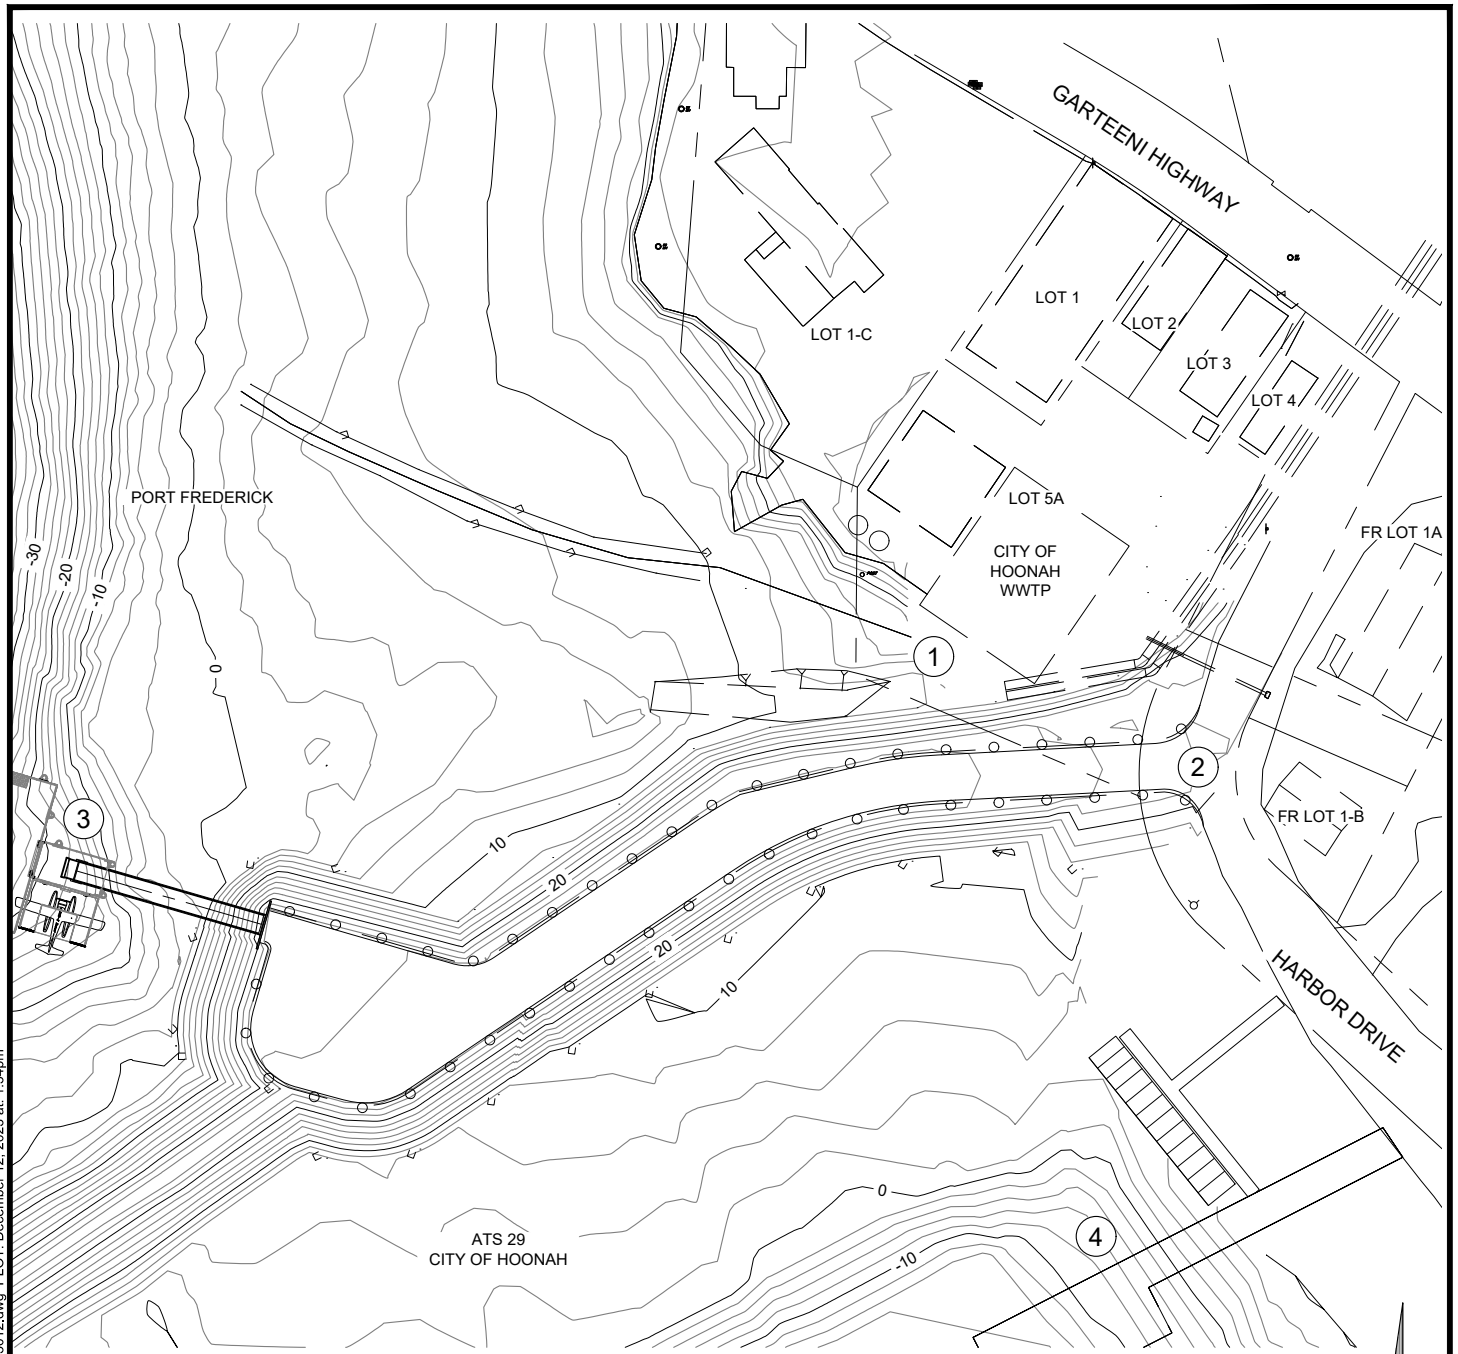 GARTEENI HIGHWAY
LOT 1
LOT 2
LOT 1-C
LOT 3
LOT 4
PORT FREDERICK
LOT 5A
FR LOT 1A
CITY OF
HOONAH
WWTP
-30
-20
-10
0
1
2
3
FR LOT 1-B
10
20
20
10
HARBOR DRIVE
0
4
ATS 29
CITY OF HOONAH
-10